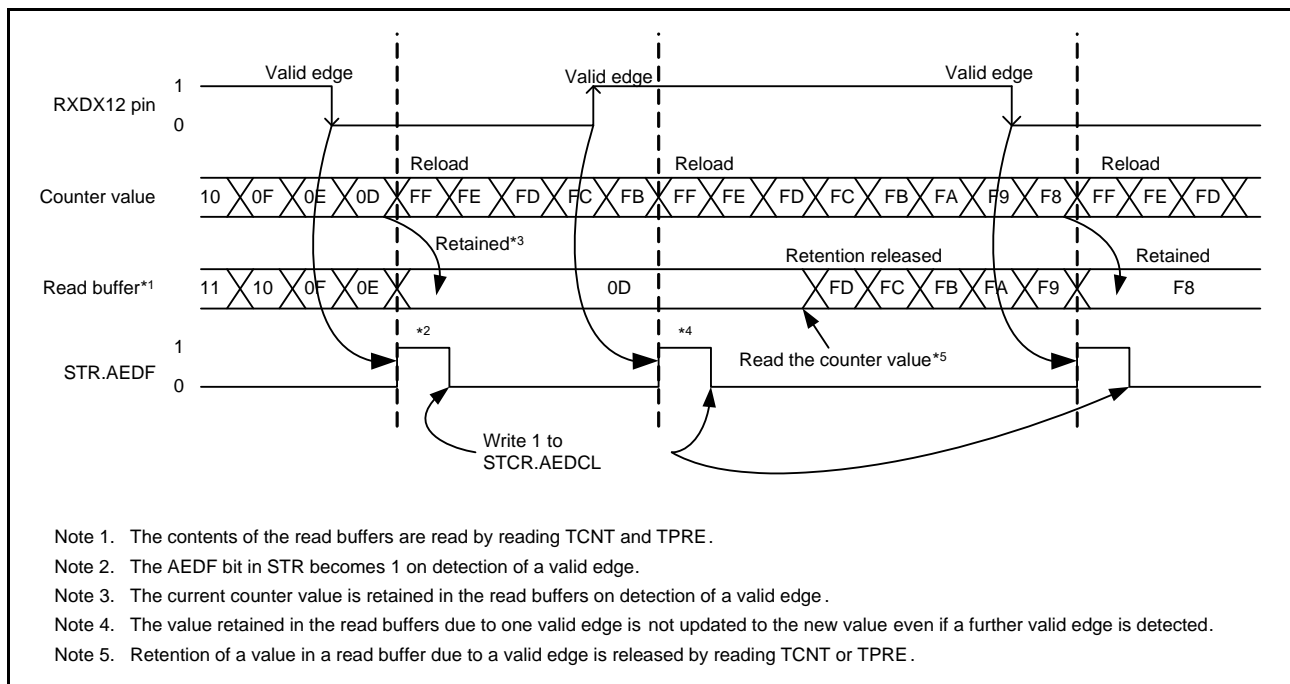 Valid edge Valid edge Valid edge
1
RXDX12 pin
0
Reload Reload Reload
Counter value 10 0F 0E 0D FF FE FD FC FB FF FE FD FC FB FA F9 F8 FF FE FD
Retained*3 Retention released Retained
Read buffer*1 11 10 0F 0E 0D FD FC FB FA F9 F8
*2 *4
1
STR.AEDF
0
Read the counter value*5
Write 1 to
STCR.AEDCL
Note 1. The contents of the read buffers are read by reading TCNT and TPRE.
Note 2. The AEDF bit in STR becomes 1 on detection of a valid edge.
Note 3. The current counter value is retained in the read buffers on detection of a valid edge.
Note 4. The value retained in the read buffers due to one valid edge is not updated to the new value even if a further valid edge is detected.
Note 5. Retention of a value in a read buffer due to a valid edge is released by reading TCNT or TPRE.